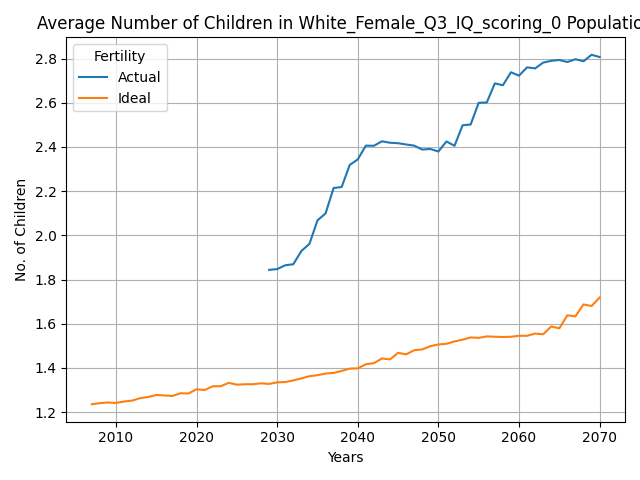 Average Number of Children in White_Female_Q3_IQ_scoring_0 Populatio
Fertility
Actual
Ideal
No. of Children
2.8
2.6
2.4
2.2
2.0
1.8
1.6
1.4
1.2
2010 2020 2030 2040 2050 2060 2070
Years